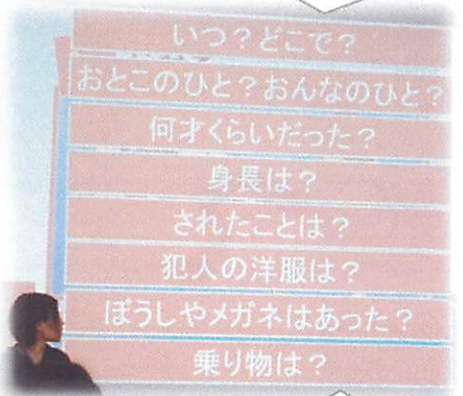 いつ？どこで？
おとこのひと？おんなのひと？
何才くらいだった？
身長は？
されたことは？
犯人の洋服は？
ぼうしやメガネはあった？
乗り物は？